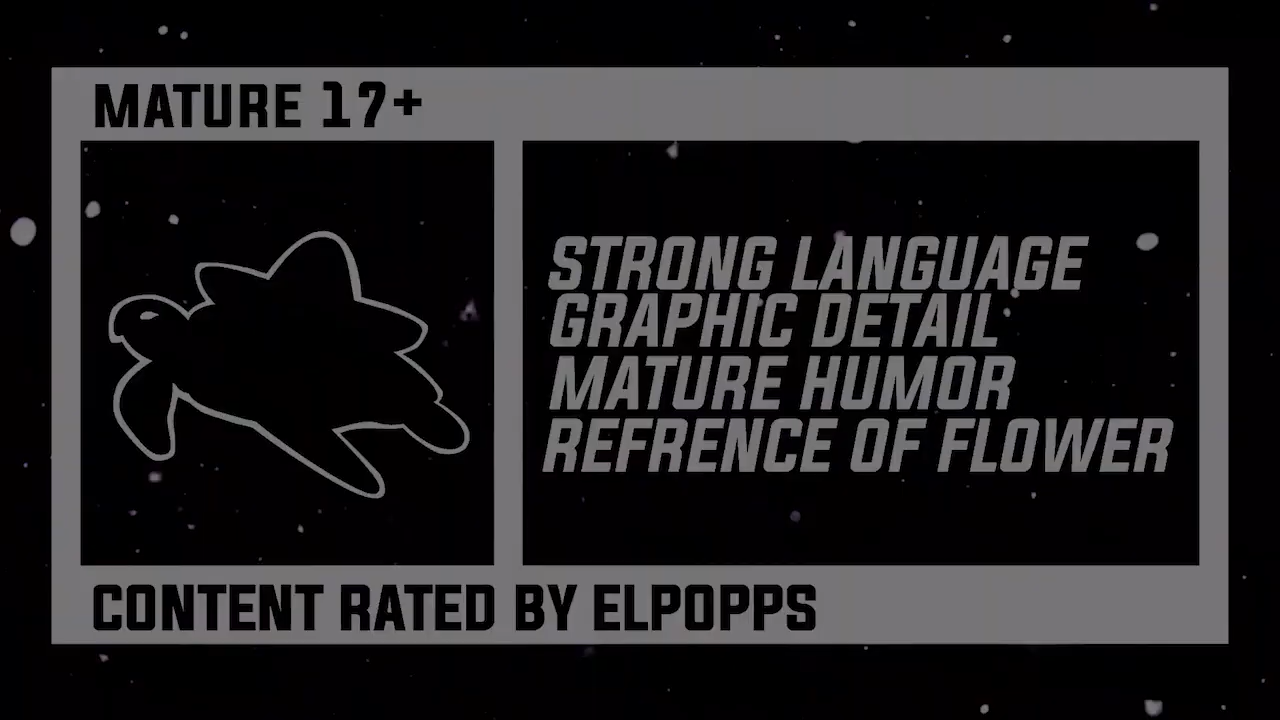 MATURE 17+
STRONG LANGUAGE
GRAPHIC DETAIL
MATURE HUMOR
REFRENCE OF FLOWER
CONTENT RATED BY ELPOPPS